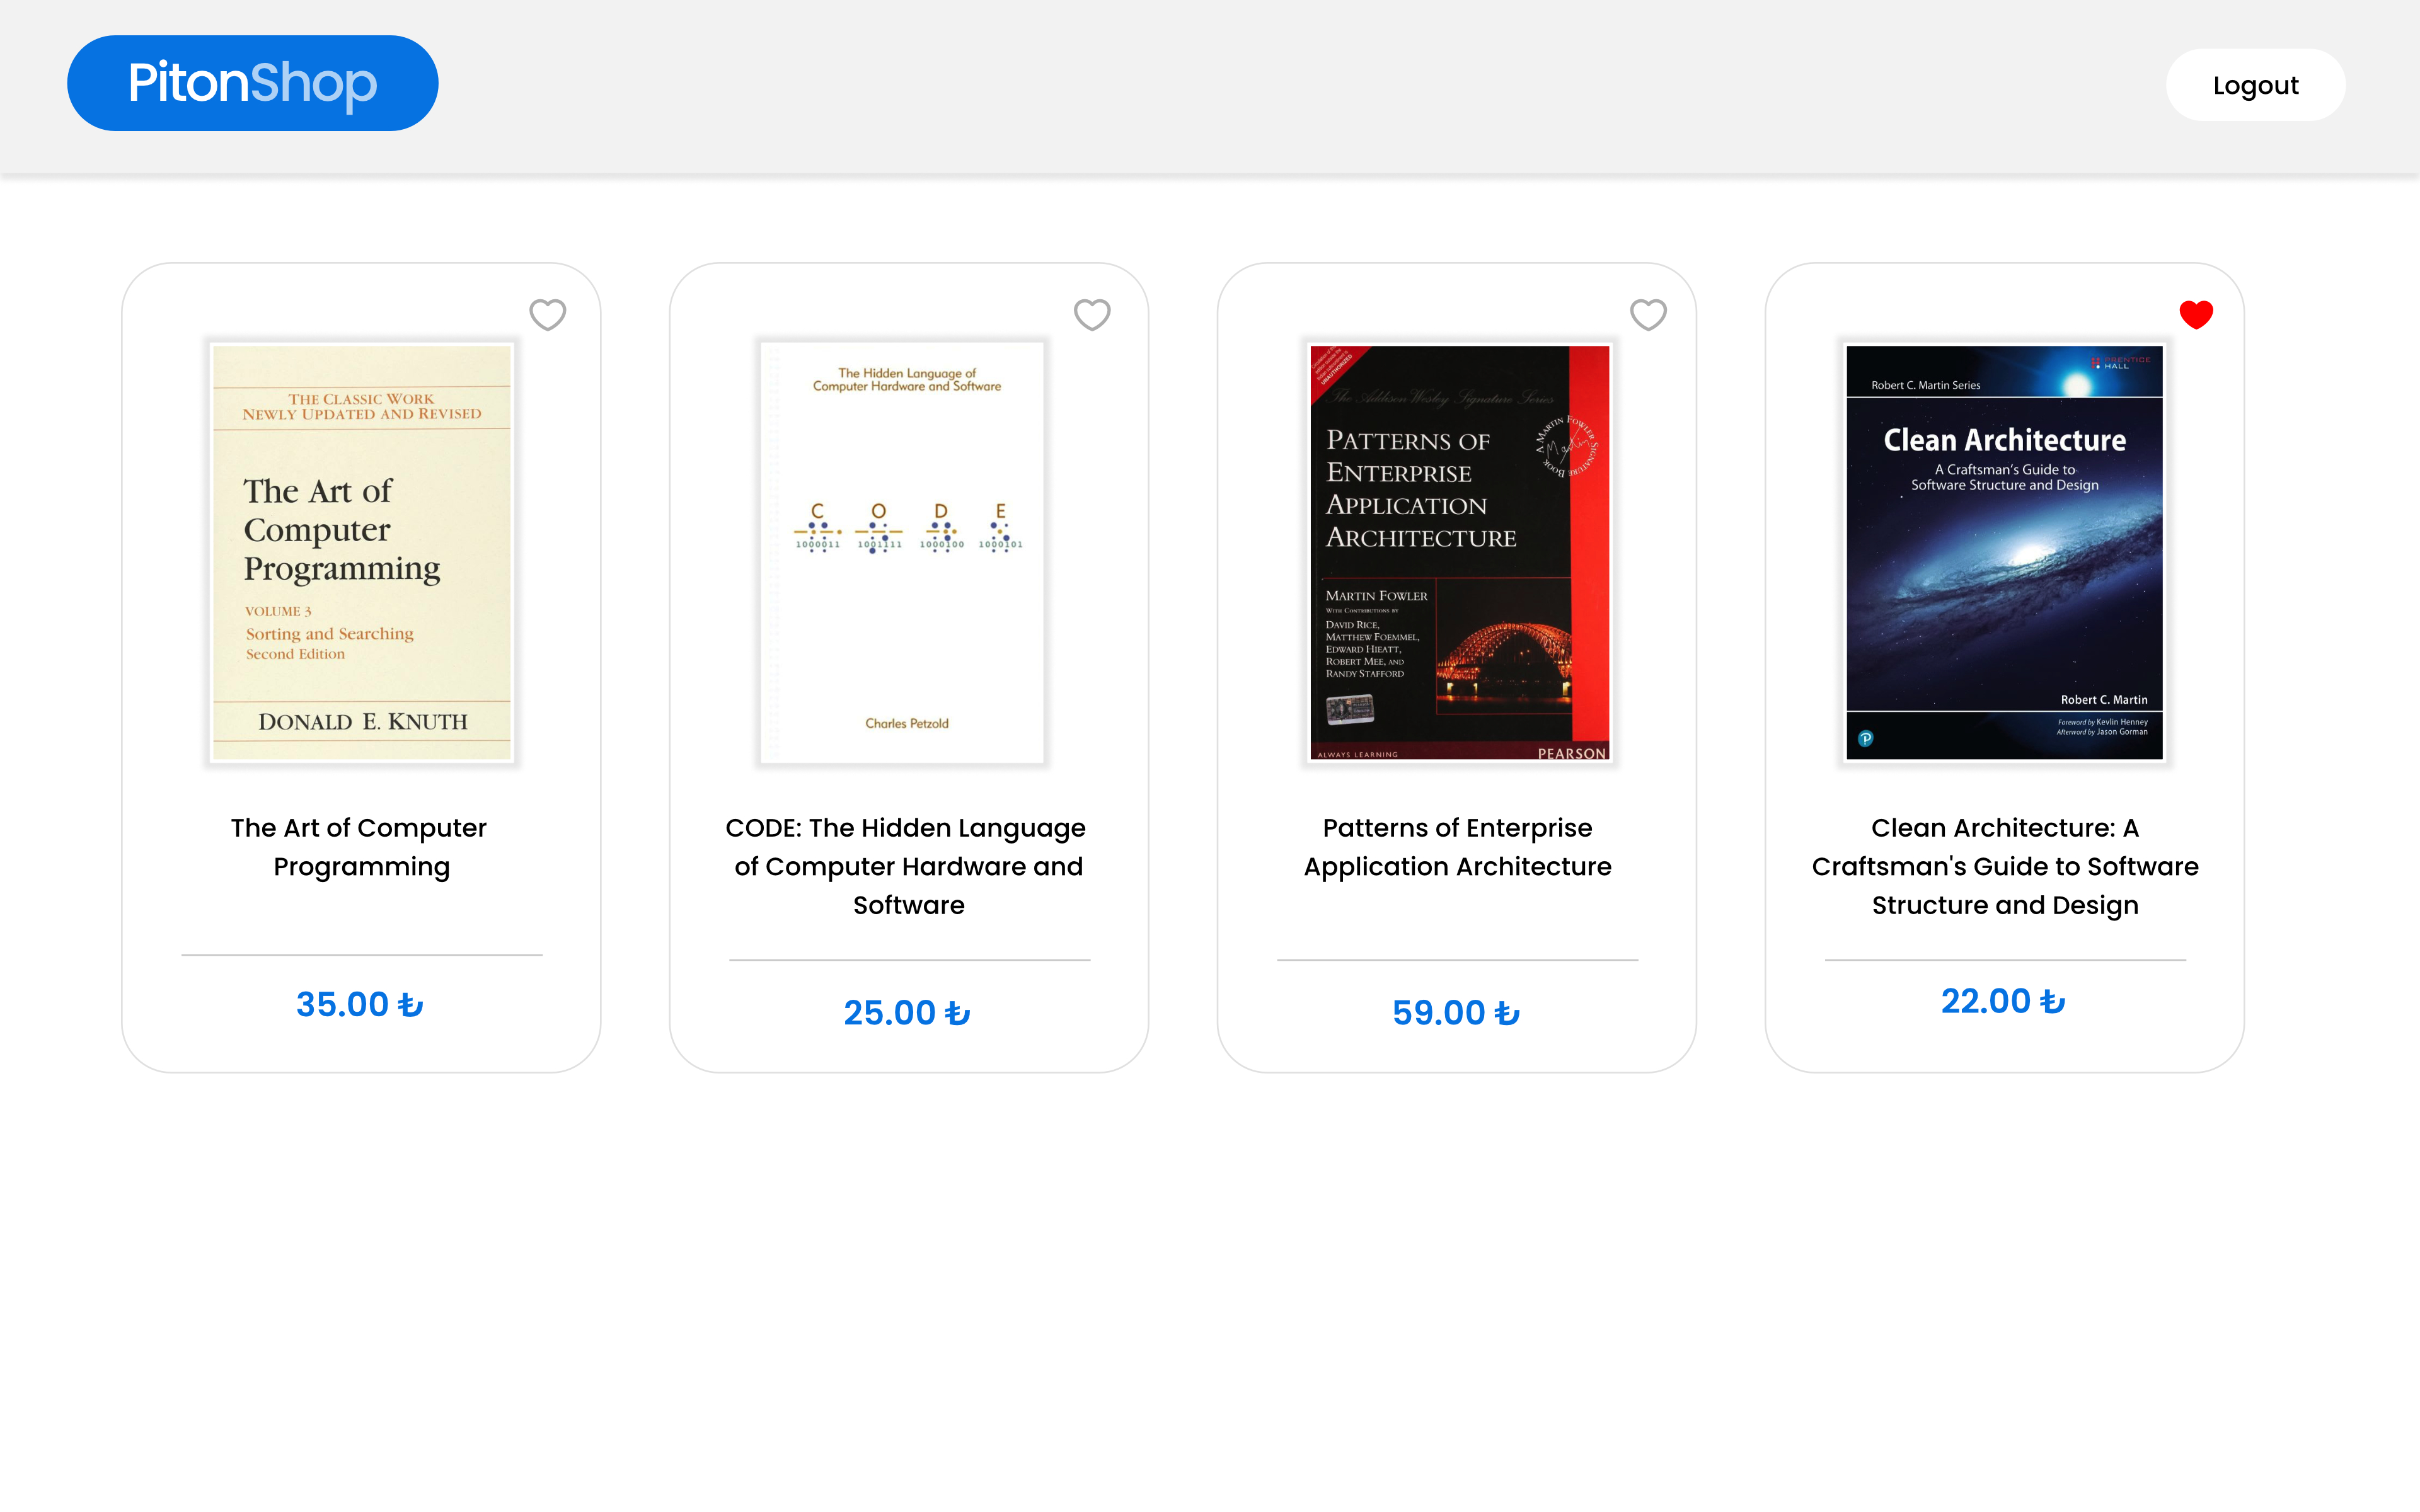 PitonShop
Logout
THE CLASSIC WORK
NEWLY UPDATED AND REVISED
The Art of
Computer
Programming
VOLUME 3
Sorting and Searching
Second Edition
DONALD E. KNUTH
The Art of Computer
Programming
35.00 ₺
The Hidden Language of
Computer Hardware and Software
C O D E
1000011 1001111 1000100 1000101
Charles Petzold
CODE: The Hidden Language
of Computer Hardware and
Software
25.00 ₺
UNAUTHORIZED
The Addison Wesley Signature Series
A MARTIN FOWLER SIGNATURE BOOK
Martin
PATTERNS OF
ENTERPRISE
APPLICATION
ARCHITECTURE
MARTIN FOWLER
WITH CONTRIBUTIONS BY
DAVID RICE,
MATTHEW FOEMMEL,
EDWARD HIEATT,
ROBERT MEE, AND
RANDY STAFFORD
ALWAYS LEARNING
PEARSON
Patterns of Enterprise
Application Architecture
59.00 ₺
PRENTICE
HALL
Robert C. Martin Series
Clean Architecture
A Craftsman's Guide to
Software Structure and Design
Robert C. Martin
Foreword by Kevlin Henney
Afterword by Jason Gorman
P
Clean Architecture: A
Craftsman's Guide to Software
Structure and Design
22.00 ₺